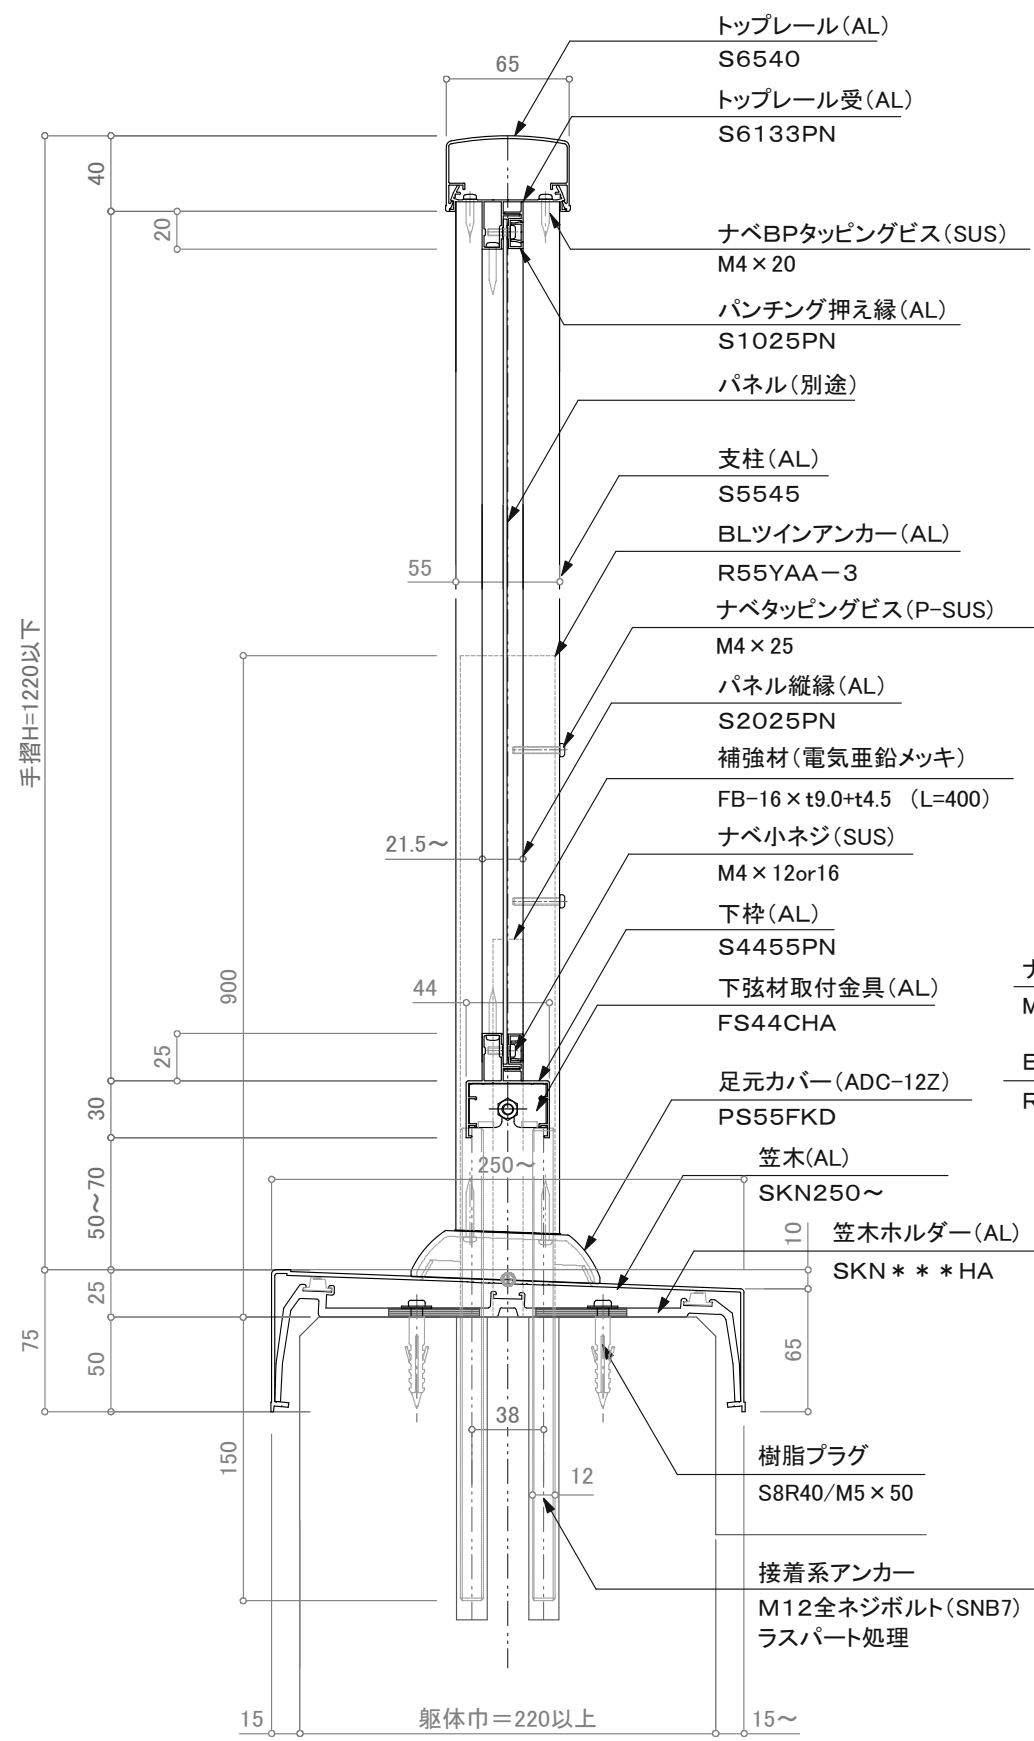 トップレール(AL)
S6540
65
トップレール受(AL)
S6133PN
40
20
ナベBPタッピングビス(SUS)
M4×20
パンチング押え縁(AL)
S1025PN
パネル(別途)
支柱(AL)
S5545
BLツインアンカー(AL)
R55YAA－3
55
ナベタッピングビス(P-SUS)
M4×25
手摺H=1220以下
パネル縦縁(AL)
S2025PN
補強材(電気亜鉛メッキ)
FB-16×t9.0+t4.5 (L=400)
21.5～
ナベ小ネジ(SUS)
M4×12or16
下枠(AL)
S4455PN
900
44
下弦材取付金具(AL)
FS44CHA
ナ
M
25
30
足元カバー(ADC-12Z)
PS55FKD
E
R
250～
笠木(AL)
SKN250～
50～70
10
笠木ホルダー(AL)
SKN＊＊＊HA
25
75
50
65
38
150
12
樹脂プラグ
S8R40/M5×50
接着系アンカー
M12全ネジボルト(SNB7)
ラスパート処理
15
躯体巾＝220以上
15～